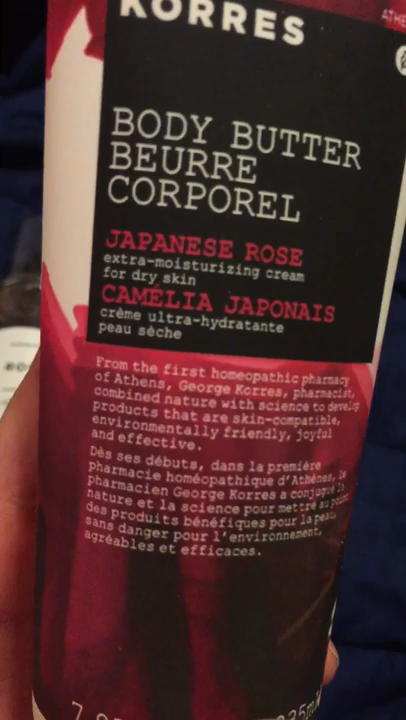 KORRES
ATHE
BODY BUTTER
BEURRE
CORPOREL
JAPANESE ROSE
extra-moisturizing cream
for dry skin
CAMÉLIA JAPONAIS
crème ultra-hydratante
peau sèche
From the first homeopathic pharmacy
of Athens, George Korres, pharmacist,
combined nature with science to develop
products that are skin-compatible,
environmentally friendly, joyful
and effective.
Dès ses débuts, dans la première
pharmacie homéopathique d'Athènes, le
pharmacien George Korres a conjugué la
nature et la science pour mettre au point
des produits bénéfiques pour la peau,
sans danger pour l'environnement,
agréables et efficaces.